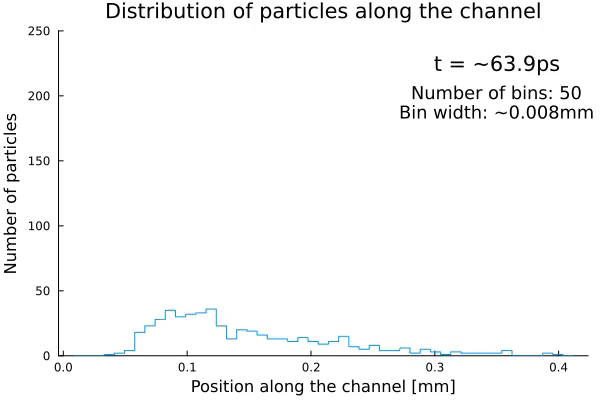 Distribution of particles along the channel
250
t = ~63.9ps
Number of bins: 50
Bin width: ~0.008mm
200
150
100
50
0
Number of particles
0.0 0.1 0.2 0.3 0.4
Position along the channel [mm]